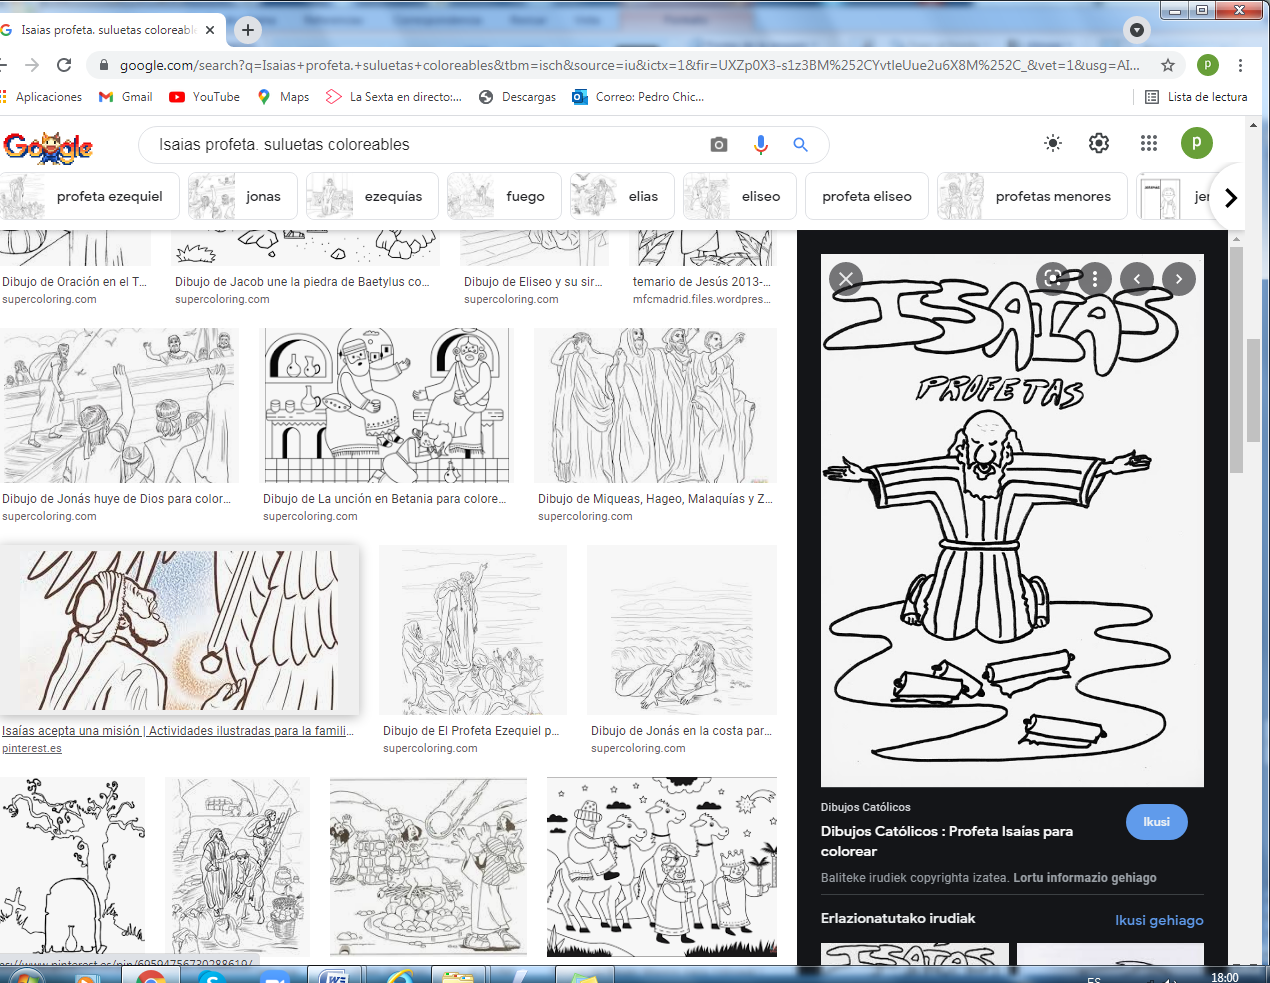 Isaias profeta. suluetas coloreabl
google.com/search?q=Isaias+profeta.+suluetas+coloreables&tbm=isch&source=iu&ictx=1&fir=UXZp0X3-s1z3BM%252CYvtleUue2u6X8M%252C_&vet=1&usg=AI...
Aplicaciones Gmail YouTube Maps La Sexta en directo:... Descargas Correo: Pedro Chic... Lista de lectura
Google
Isaias profeta. suluetas coloreables
p
profeta ezequiel jonas ezequías fuego elias eliseo profeta eliseo profetas menores jer
Dibujo de Oración en el T... Dibujo de Jacob une la piedra de Baetylus co... Dibujo de Eliseo y su sir... temario de Jesús 2013-...
supercoloring.com supercoloring.com supercoloring.com mfcmadrid.files.wordpres...
Dibujo de Jonás huye de Dios para color... Dibujo de La unción en Betania para colore... Dibujo de Miqueas, Hageo, Malaquías y Z...
supercoloring.com supercoloring.com supercoloring.com
Isaías acepta una misión | Actividades ilustradas para la famili... Dibujo de El Profeta Ezequiel p... Dibujo de Jonás en la costa par...
pinterest.es supercoloring.com supercoloring.com
ISAIAS
PROFETAS
Dibujos Católicos
Dibujos Católicos : Profeta Isaías para
colorear
Ikusi
Baliteke irudiek copyrighta izatea. Lortu informazio gehiago
Erlazionatutako irudiak Ikusi gehiago
ISAÍAS
ES
18:00